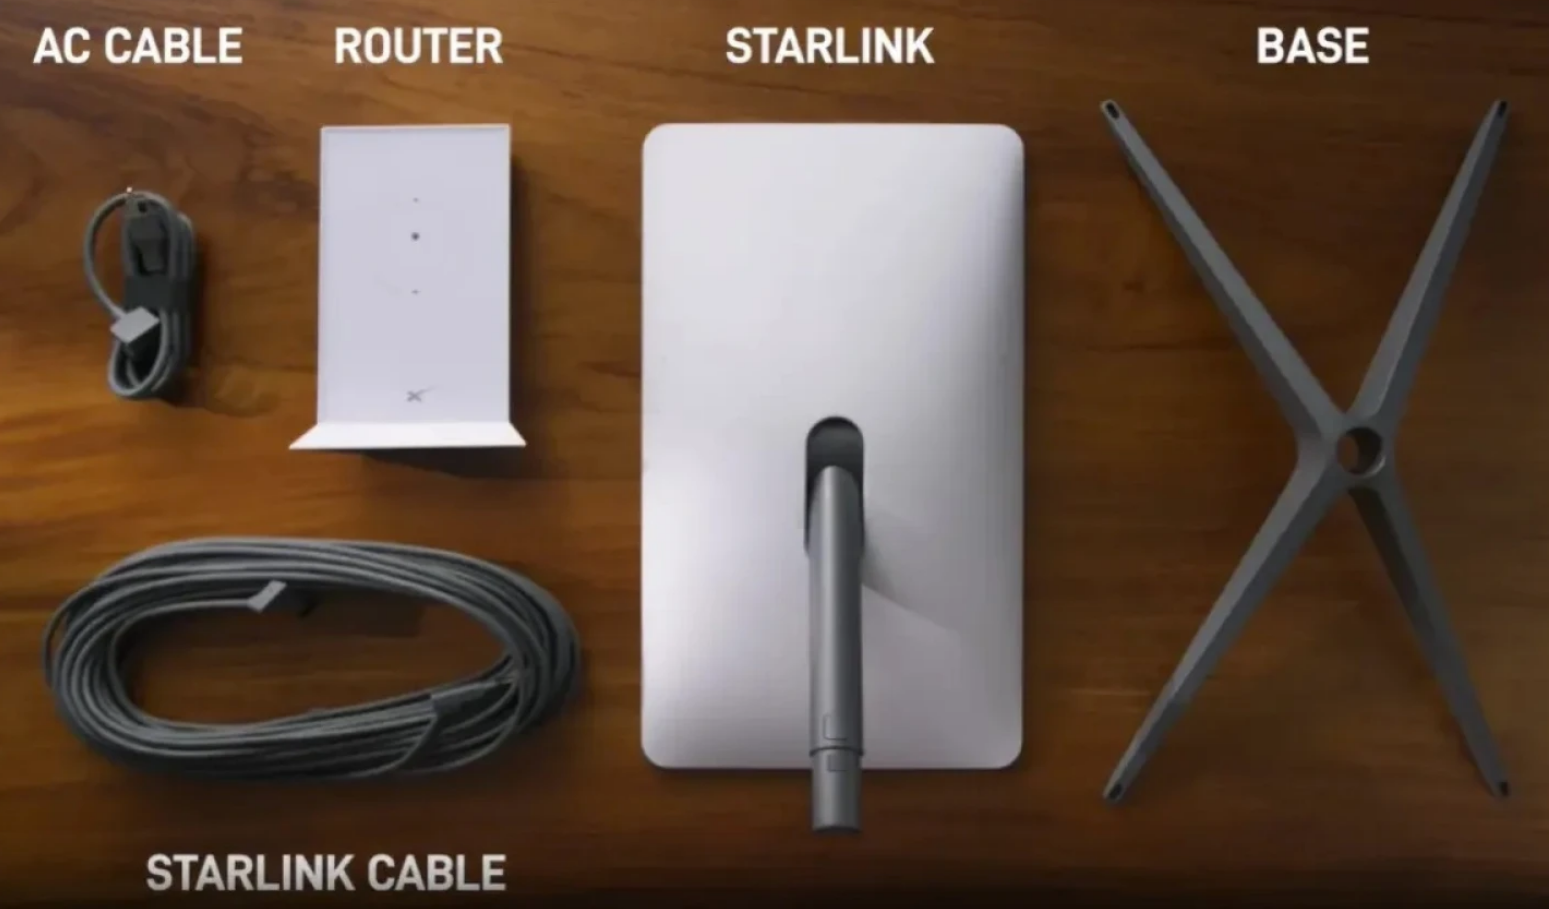 AC CABLE
ROUTER
STARLINK
BASE
STARLINK CABLE